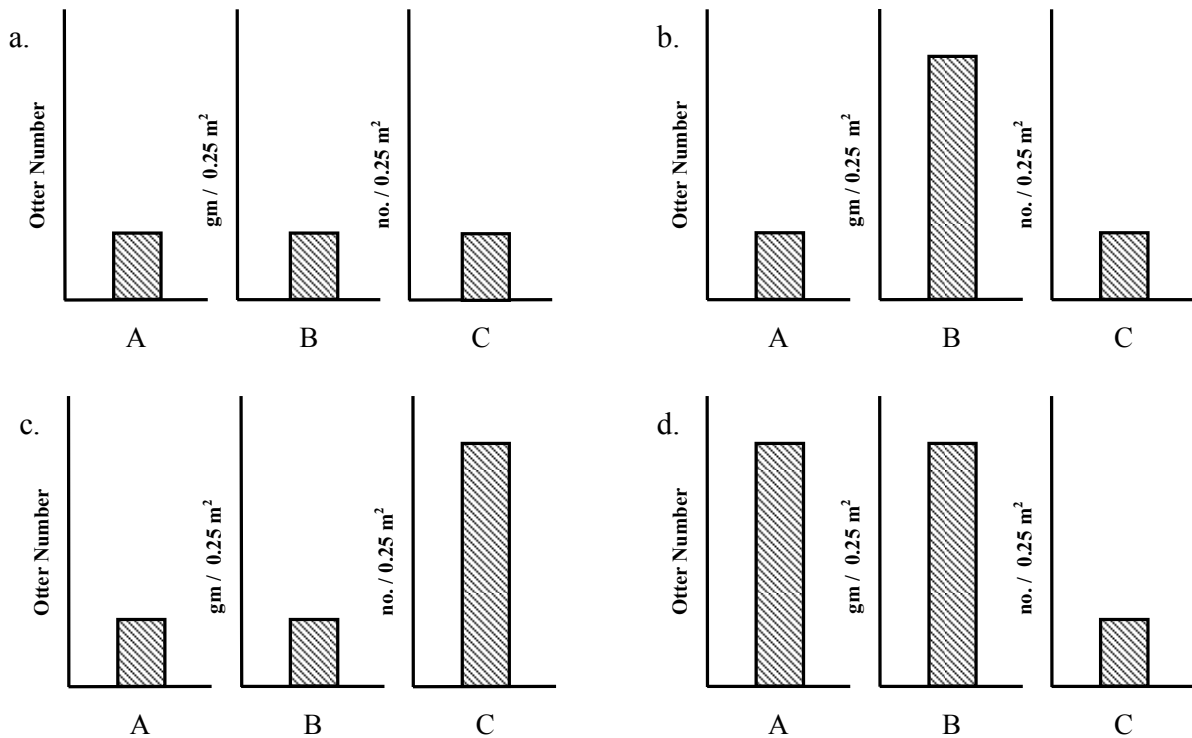 a.
Otter Number
gm / 0.25 m²
no. / 0.25 m²
A B C
b.
Otter Number
gm / 0.25 m²
no. / 0.25 m²
A B C
c.
Otter Number
gm / 0.25 m²
no. / 0.25 m²
A B C
d.
Otter Number
gm / 0.25 m²
no. / 0.25 m²
A B C